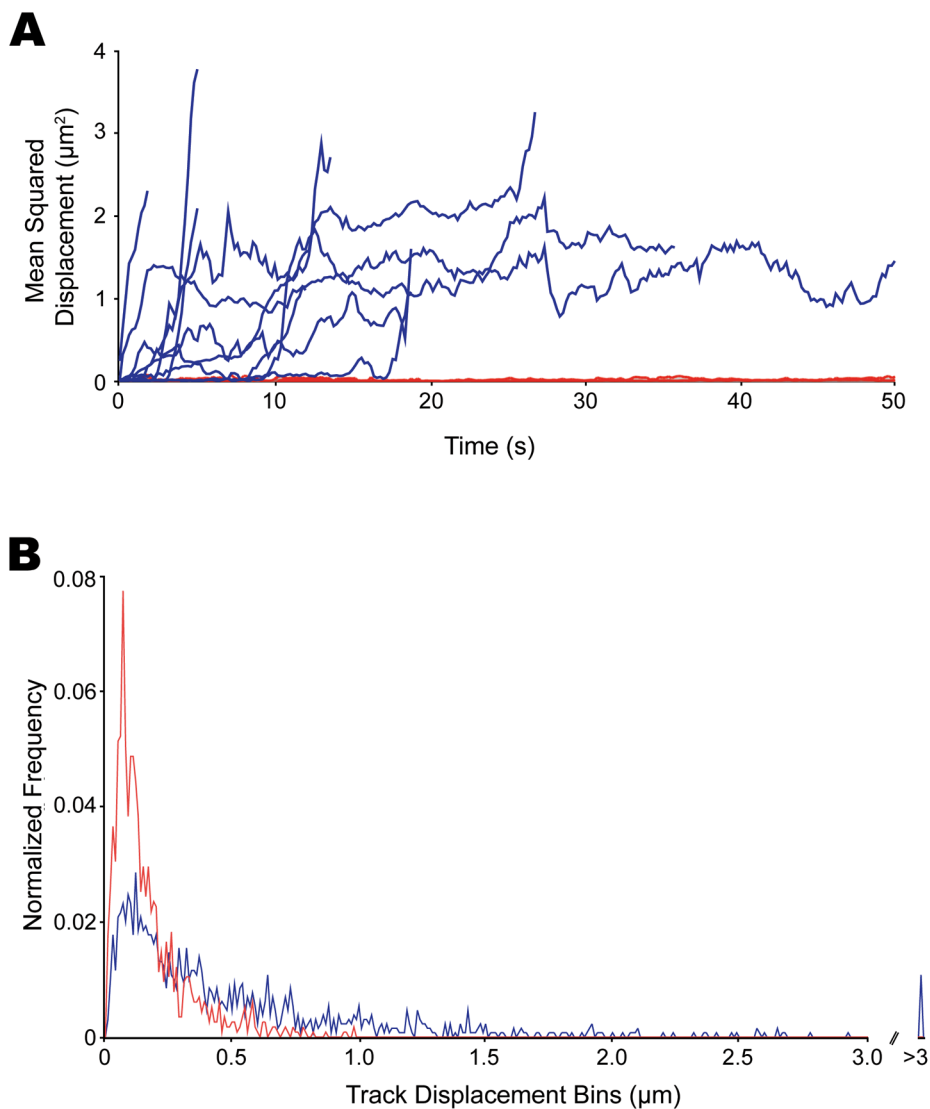 A
4
3
2
1
0
Mean Squared
Displacement (µm²)
0 10 20 30 40 50
Time (s)
B
0.08
0.06
0.04
0.02
0
Normalized Frequency
0 0.5 1.0 1.5 2.0 2.5 3.0 // >3
Track Displacement Bins (µm)